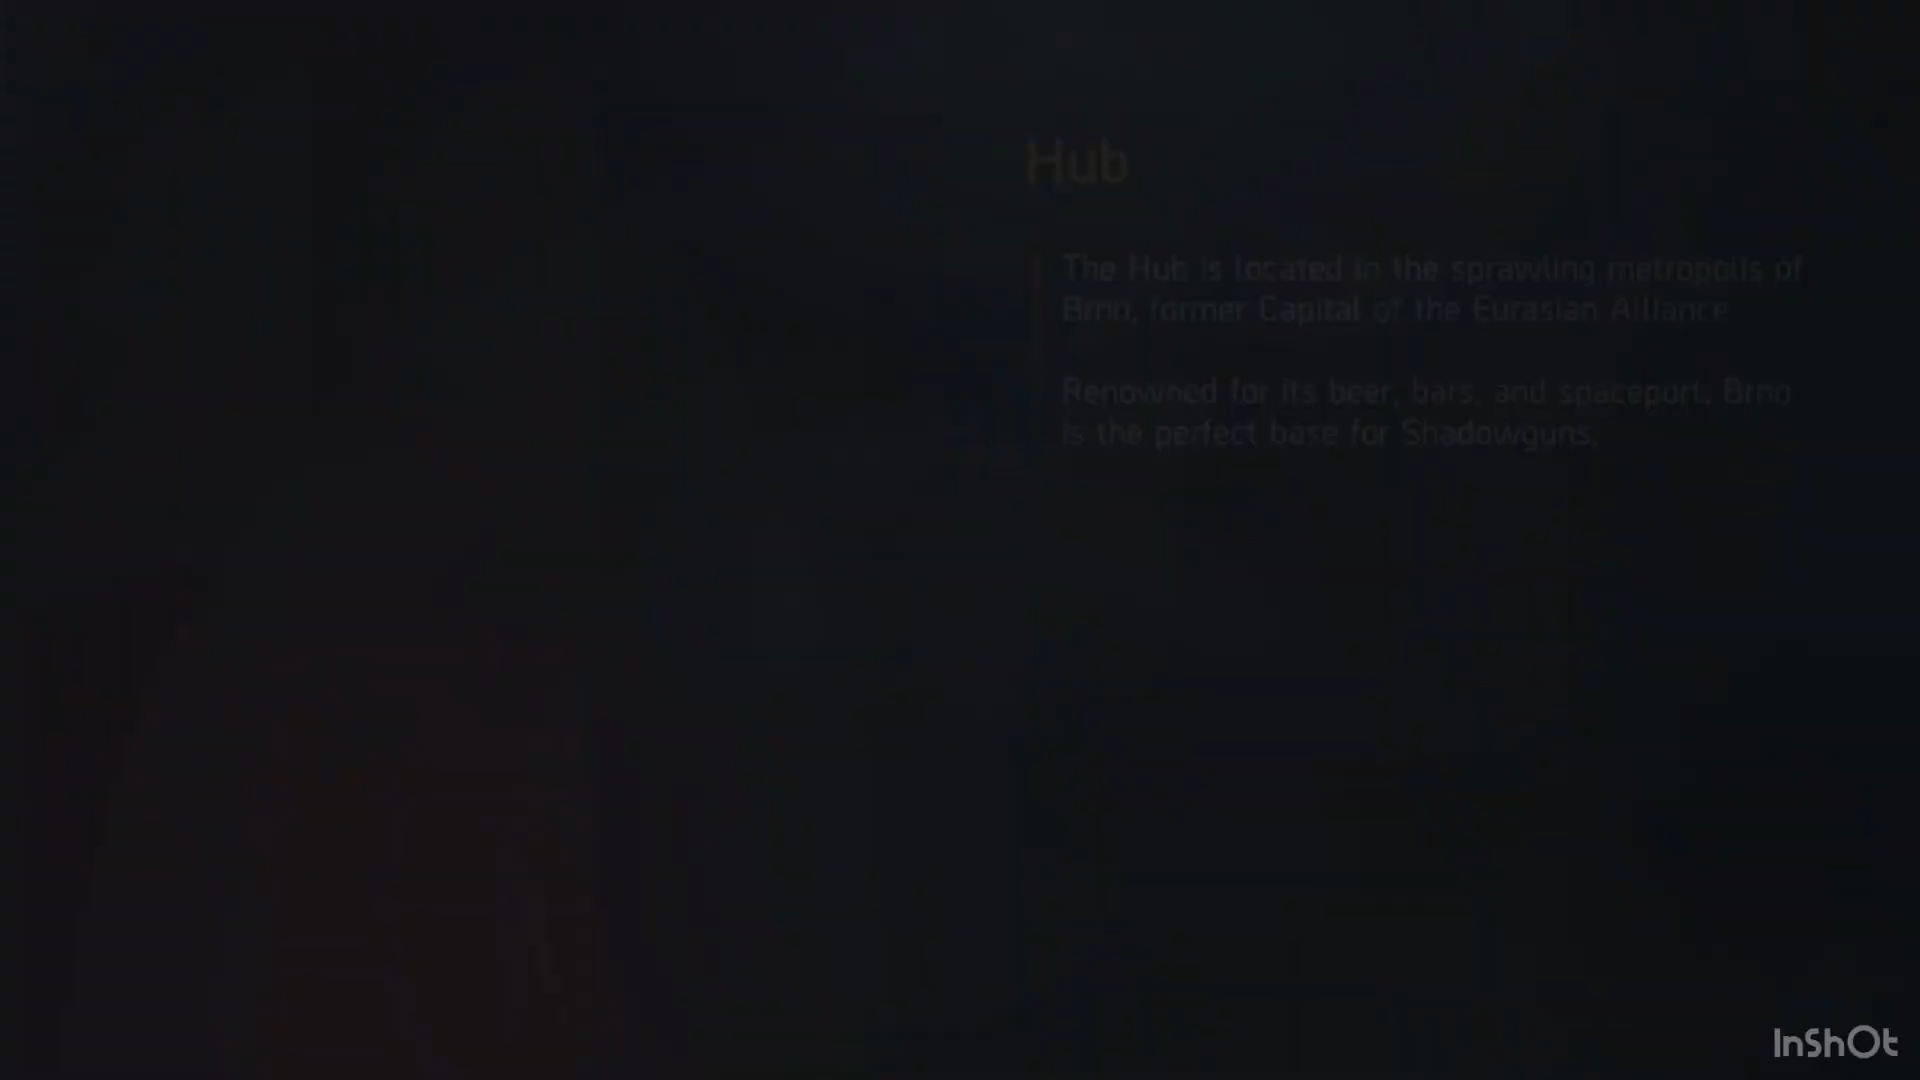 Hub
The Hub is located in the sprawling metropolis of
Brno, former Capital of the Eurasian Alliance
Renowned for its beer, bars, and spaceport, Brno
is the perfect base for Shadowguns.
InShOt